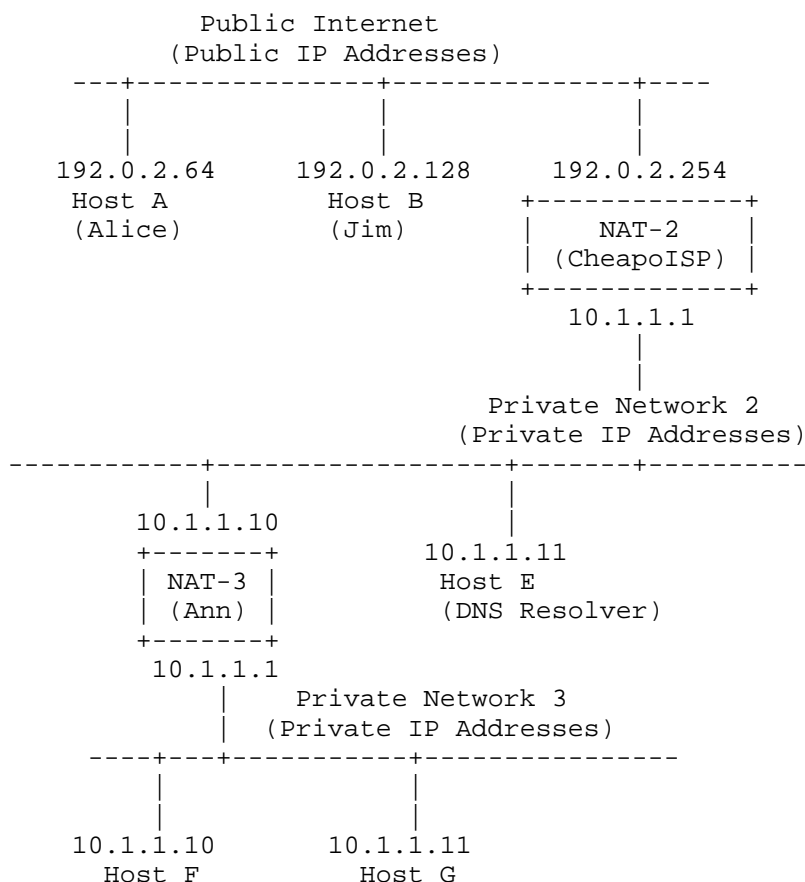 Public Internet
(Public IP Addresses)
192.0.2.64 192.0.2.128 192.0.2.254
Host A Host B
(Alice) (Jim) NAT-2
(CheapoISP)
10.1.1.1
Private Network 2
(Private IP Addresses)
10.1.1.10
10.1.1.11
NAT-3 Host E
(Ann) (DNS Resolver)
10.1.1.1
Private Network 3
(Private IP Addresses)
10.1.1.10 10.1.1.11
Host F Host G